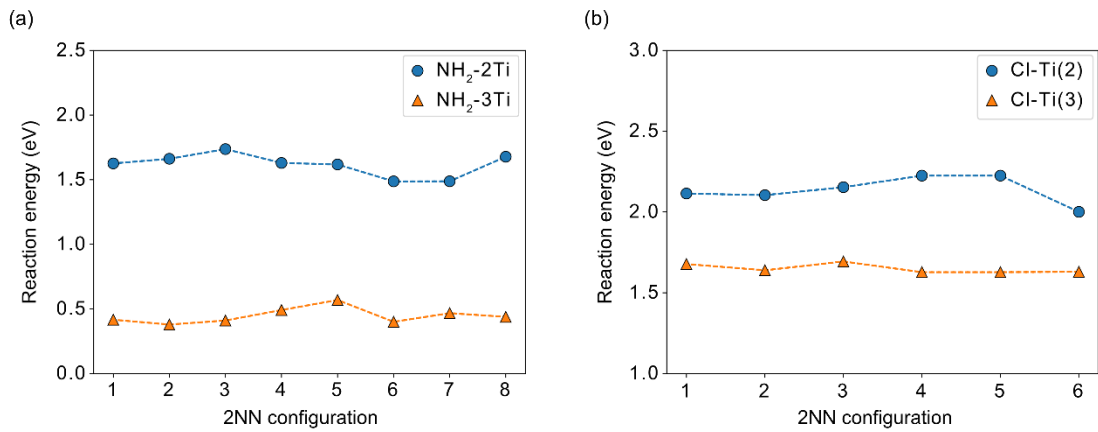 (a)
2.5
2.0
1.5
1.0
0.5
0.0
Reaction energy (eV)
NH2-2Ti
NH2-3Ti
1 2 3 4 5 6 7 8
2NN configuration
(b)
3.0
2.5
2.0
1.5
1.0
Reaction energy (eV)
Cl-Ti(2)
Cl-Ti(3)
1 2 3 4 5 6
2NN configuration